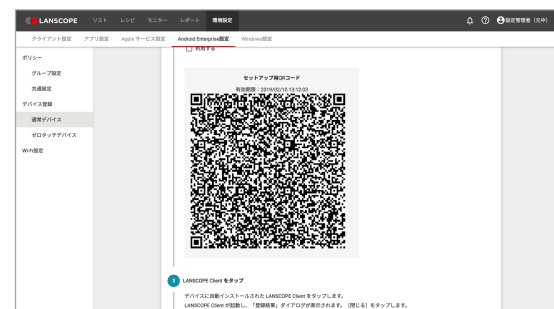 LANSCOPE リスト レシピ モニター レポート 環境設定 設定管理者（元中）
クライアント設定 アプリ設定 Apple サービス設定 Android Enterprise設定 Windows設定
ポリシー
グループ設定
共通設定
デバイス登録
通常デバイス
ゼロタッチデバイス
Wi-Fi設定
利用する
セットアップ用QRコード
有効期限：2019/02/10 13:12:03
3 LANSCOPE Client をタップ
デバイスに自動インストールされた LANSCOPE Client をタップします。
LANSCOPE Client が起動し、「登録結果」ダイアログが表示されます。［閉じる］をタップします。